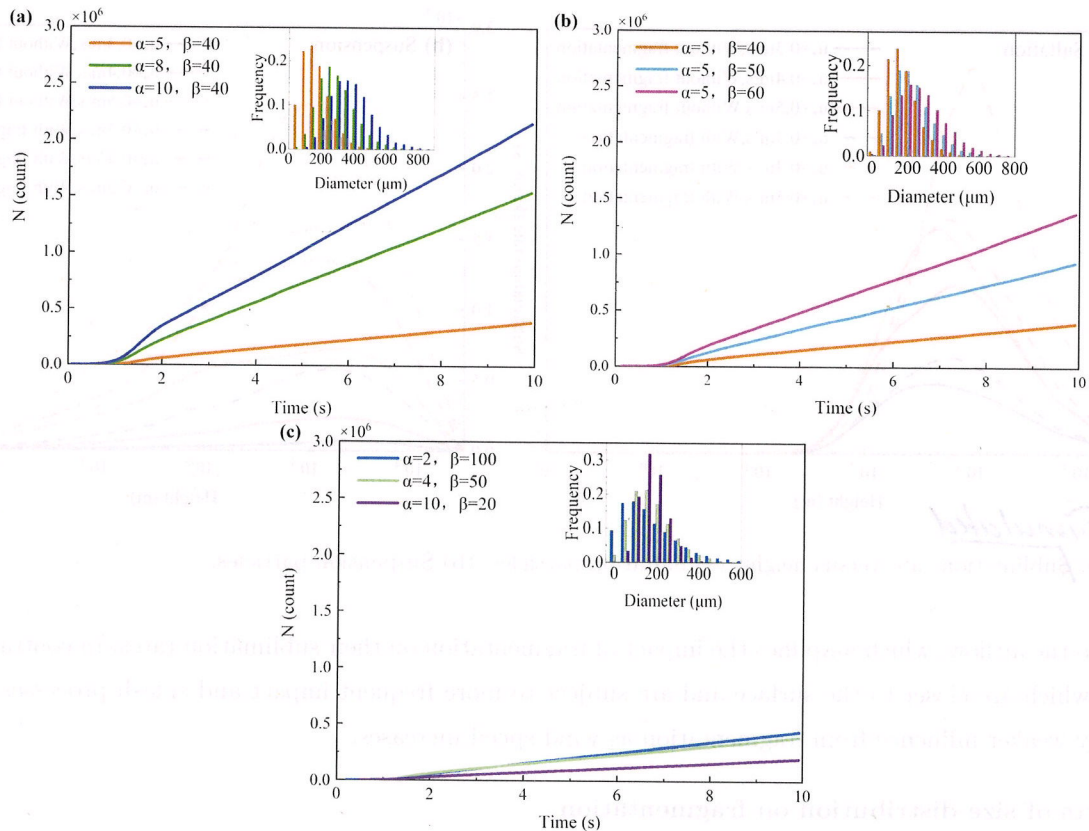 (a)
3.0 ×10⁶
2.5
2.0
1.5
1.0
0.5
0.0
N (count)
0 2 4 6 8 10
Time (s)
α=5, β=40
α=8, β=40
α=10, β=40
Frequency
0.2
0.1
0.0
0 200 400 600 800
Diameter (μm)
(b)
3.0 ×10⁶
2.5
2.0
1.5
1.0
0.5
0.0
N (count)
0 2 4 6 8 10
Time (s)
α=5, β=40
α=5, β=50
α=5, β=60
Frequency
0.2
0.1
0.0
0 200 400 600 800
Diameter (μm)
(c)
3.0 ×10⁶
2.5
2.0
1.5
1.0
0.5
0.0
N (count)
0 2 4 6 8 10
Time (s)
α=2, β=100
α=4, β=50
α=10, β=20
Frequency
0.3
0.2
0.1
0.0
0 200 400 600
Diameter (μm)